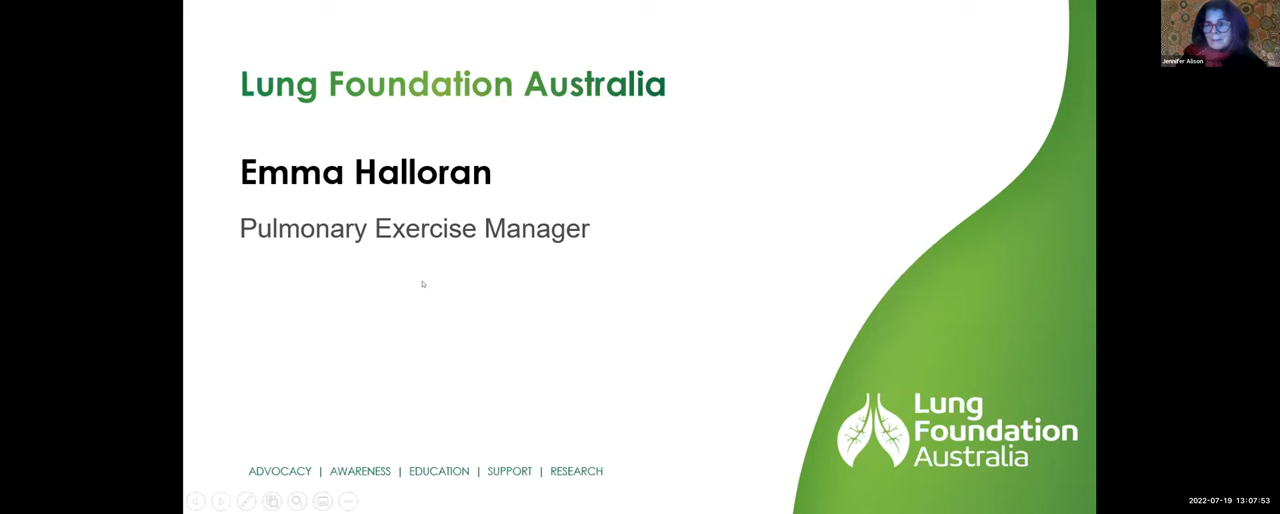 Lung Foundation Australia
Emma Halloran
Pulmonary Exercise Manager
ADVOCACY | AWARENESS | EDUCATION | SUPPORT | RESEARCH
Lung
Foundation
Australia
Jennifer Alison
2022-07-19 13:07:53